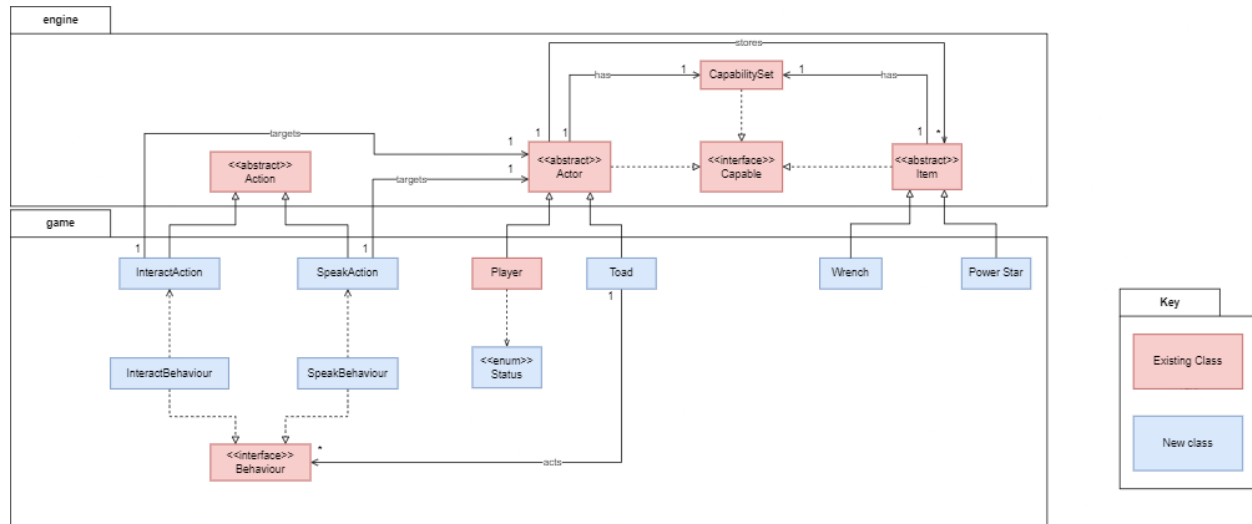 engine
stores
1
has
1
CapabilitySet
1
has
targets
1
1
1
1
*
1
<<abstract>>
Action
1
targets
<<abstract>>
Actor
<<interface>>
Capable
<<abstract>>
Item
game
1
1
InteractAction
SpeakAction
Player
Toad
Wrench
Power Star
1
Key
<<enum>>
Status
InteractBehaviour
SpeakBehaviour
Existing Class
<<interface>>
Behaviour
*
acts
New class